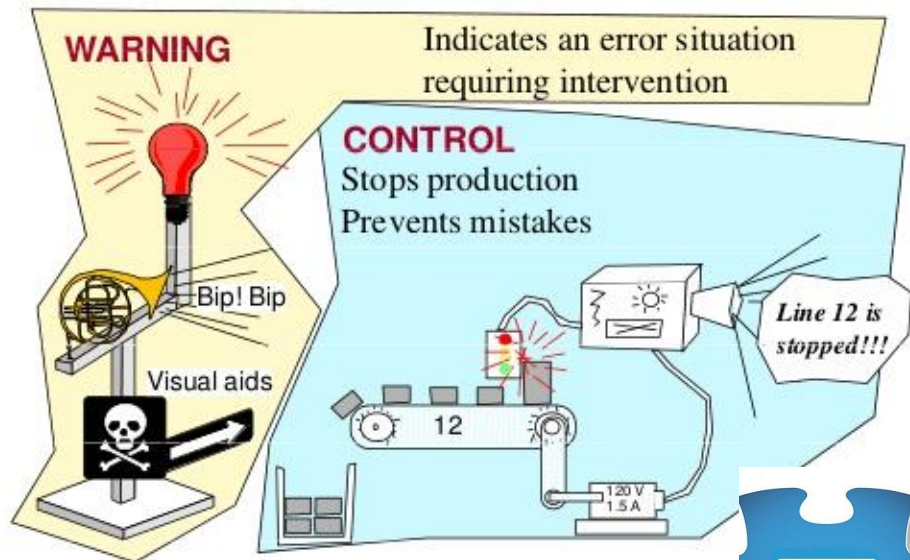 WARNING
Indicates an error situation
requiring intervention
CONTROL
Stops production
Prevents mistakes
Bip! Bip
Visual aids
Line 12 is
stopped!!!
12
120 V
1.5 A